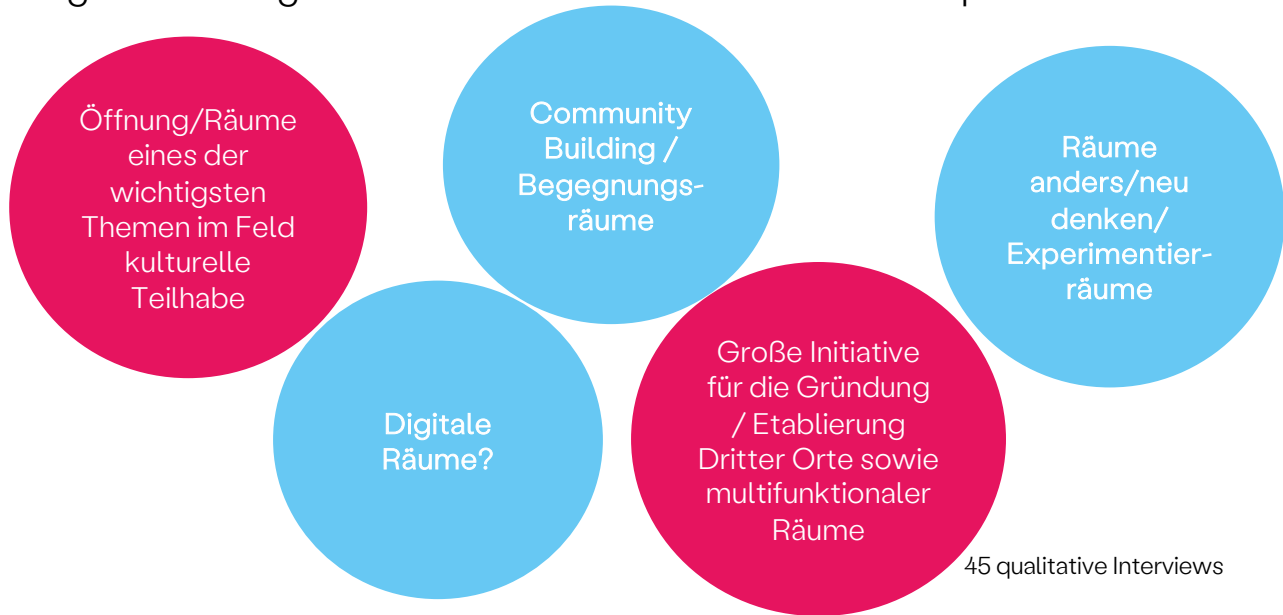 Öffnung/Räume
eines der
wichtigsten
Themen im Feld
kulturelle
Teilhabe
Community
Building /
Begegnungs-
räume
Räume
anders/neu
denken/
Experimentier-
räume
Digitale
Räume?
Große Initiative
für die Gründung
/ Etablierung
Dritter Orte sowie
multifunktionaler
Räume
45 qualitative Interviews